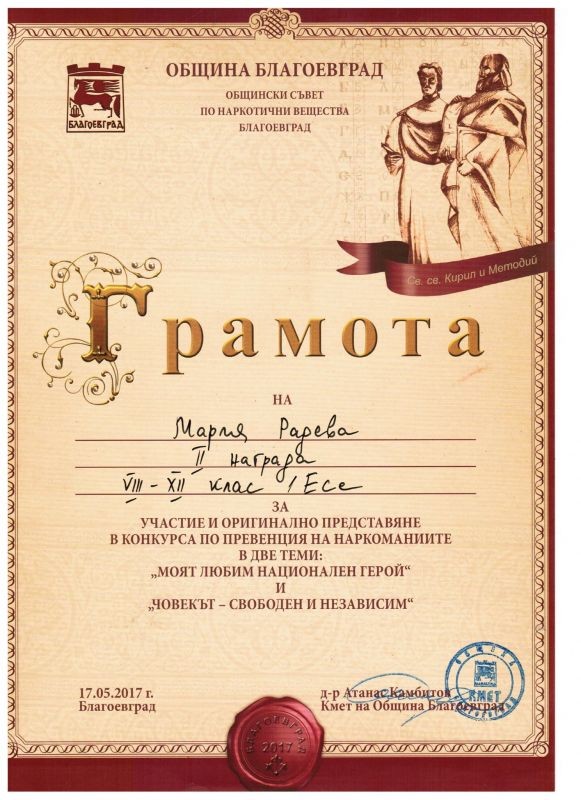 ОБЩИНА БЛАГОЕВГРАД
ОБЩИНСКИ СЪВЕТ
ПО НАРКОТИЧНИ ВЕЩЕСТВА
БЛАГОЕВГРАД
БЛАГОЕВГРАД
Св. св. Кирил и Методий
Грамота
НА
Мария Радева
II награда
VIII - XII клас / Есе
ЗА
УЧАСТИЕ И ОРИГИНАЛНО ПРЕДСТАВЯНЕ
В КОНКУРСА ПО ПРЕВЕНЦИЯ НА НАРКОМАНИИТЕ
В ДВЕ ТЕМИ:
„МОЯТ ЛЮБИМ НАЦИОНАЛЕН ГЕРОЙ“
И
„ЧОВЕКЪТ – СВОБОДЕН И НЕЗАВИСИМ“
17.05.2017 г.
Благоевград
д-р Атанас Камбитов
Кмет на Община Благоевград
КМЕТ
БЛАГОЕВГРАД
2017